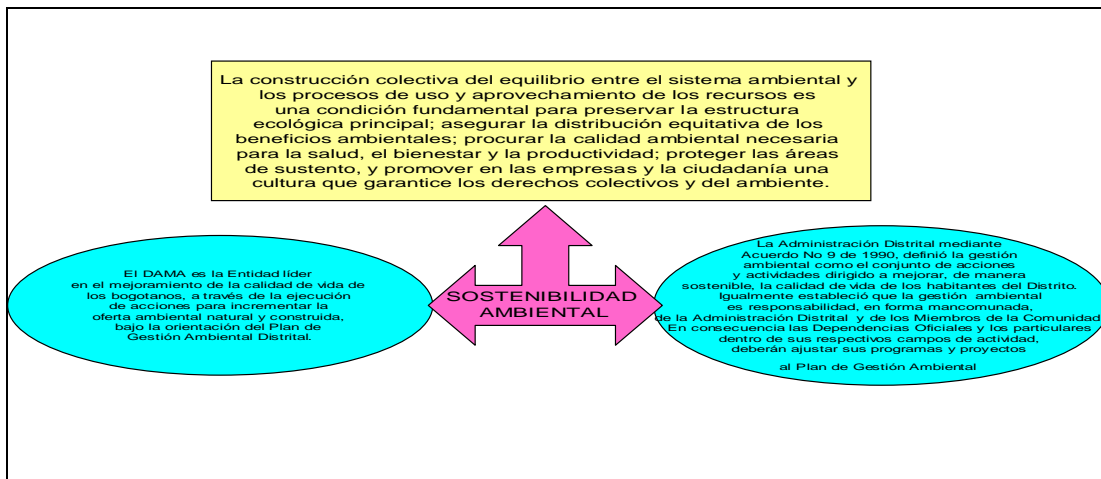 La construcción colectiva del equilibrio entre el sistema ambiental y
los procesos de uso y aprovechamiento de los recursos es
una condición fundamental para preservar la estructura
ecológica principal; asegurar la distribución equitativa de los
beneficios ambientales; procurar la calidad ambiental necesaria
para la salud, el bienestar y la productividad; proteger las áreas
de sustento, y promover en las empresas y la ciudadanía una
cultura que garantice los derechos colectivos y del ambiente.
El DAMA es la Entidad líder
en el mejoramiento de la calidad de vida de
los bogotanos, a través de la ejecución
de acciones para incrementar la
oferta ambiental natural y construida,
bajo la orientación del Plan de
Gestión Ambiental Distrital.
SOSTENIBILIDAD
AMBIENTAL
La Administración Distrital mediante
Acuerdo No 9 de 1990, definió la gestión
ambiental como el conjunto de acciones
y actividades dirigido a mejorar, de manera
sostenible, la calidad de vida de los habitantes del Distrito.
Igualmente estableció que la gestión ambiental
es responsabilidad, en forma mancomunada,
de la Administración Distrital y de los Miembros de la Comunidad
En consecuencia las Dependencias Oficiales y los particulares
dentro de sus respectivos campos de actividad,
deberán ajustar sus programas y proyectos
al Plan de Gestión Ambiental